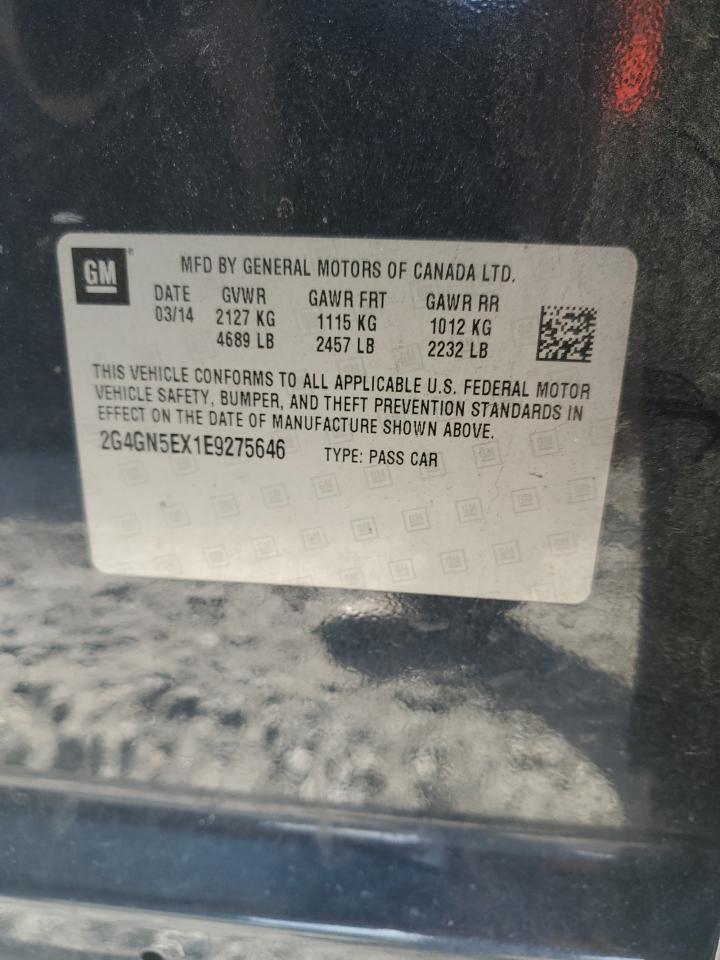 GM
MFD BY GENERAL MOTORS OF CANADA LTD.
DATE GVWR GAWR FRT GAWR RR
03/14 2127 KG 1115 KG 1012 KG
4689 LB 2457 LB 2232 LB
THIS VEHICLE CONFORMS TO ALL APPLICABLE U.S. FEDERAL MOTOR
VEHICLE SAFETY, BUMPER, AND THEFT PREVENTION STANDARDS IN
EFFECT ON THE DATE OF MANUFACTURE SHOWN ABOVE.
2G4GN5EX1E9275646 TYPE: PASS CAR